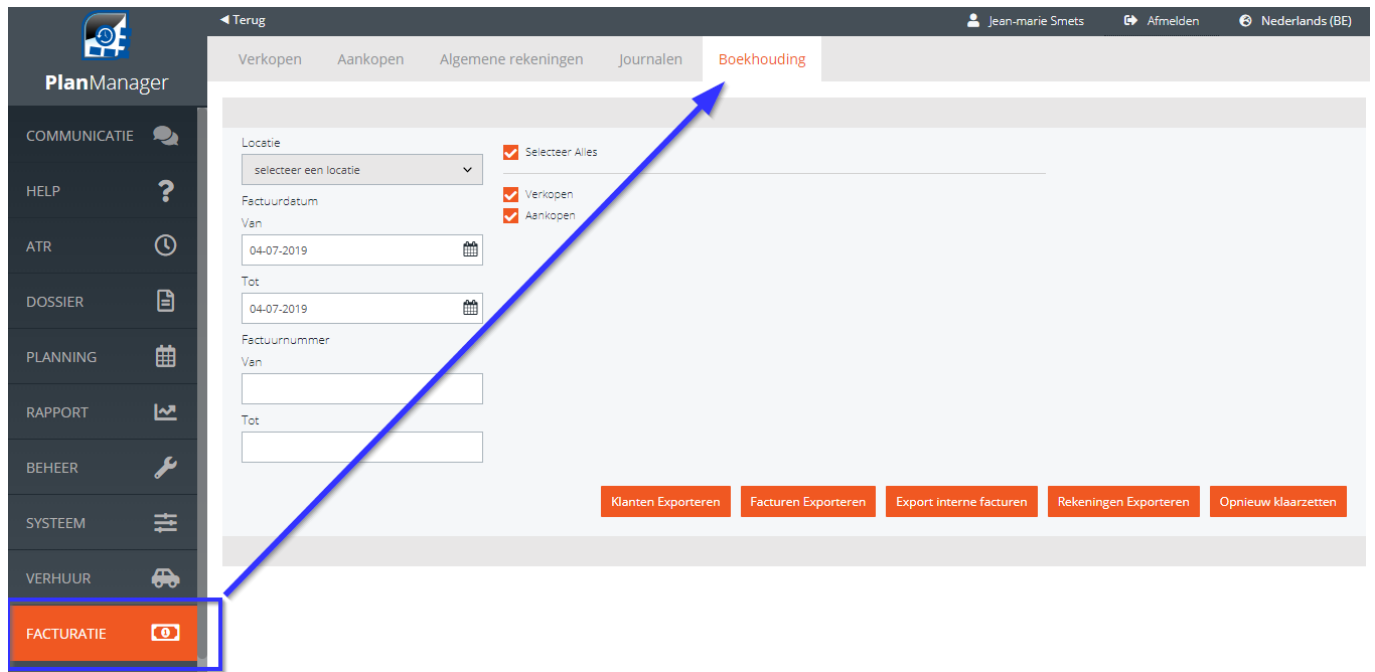 PlanManager
COMMUNICATIE
HELP
ATR
DOSSIER
PLANNING
RAPPORT
BEHEER
SYSTEEM
VERHUUR
FACTURATIE
Terug
Jean-marie Smets
Afmelden
Nederlands (BE)
Verkopen Aankopen Algemene rekeningen Journalen Boekhouding
Locatie
selecteer een locatie
Factuurdatum
Van
04-07-2019
Tot
04-07-2019
Factuurnummer
Van
Tot
Selecteer Alles
Verkopen
Aankopen
Klanten Exporteren Facturen Exporteren Export interne facturen Rekeningen Exporteren Opnieuw klaarzetten